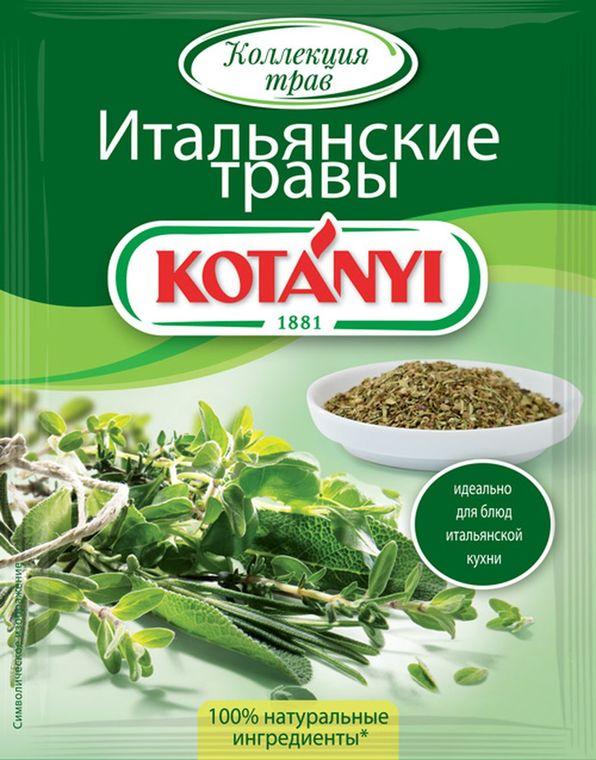 Коллекция
трав
Итальянские
травы
KOTÁNYI
1881
идеально
для блюд
итальянской
кухни
Символическое изображение
100% натуральные
ингредиенты*